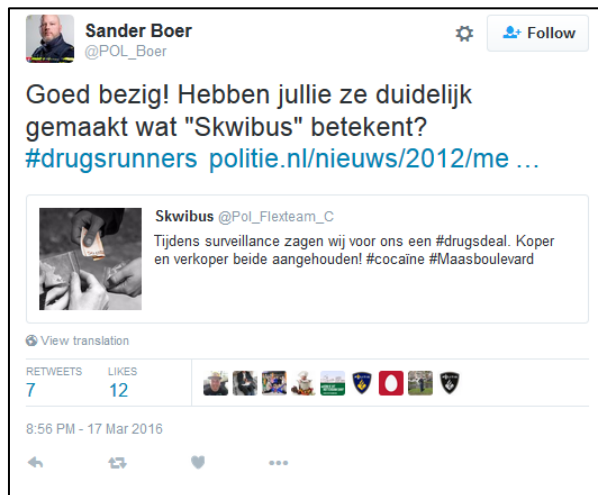 Sander Boer
@POL_Boer
Follow
Goed bezig! Hebben jullie ze duidelijk
gemaakt wat "Skwibus" betekent?
#drugsrunners politie.nl/nieuws/2012/me ...
Skwibus @Pol_Flexteam_C
Tijdens surveillance zagen wij voor ons een #drugsdeal. Koper
en verkoper beide aangehouden! #cocaïne #Maasboulevard
View translation
RETWEETS LIKES
7 12
8:56 PM - 17 Mar 2016